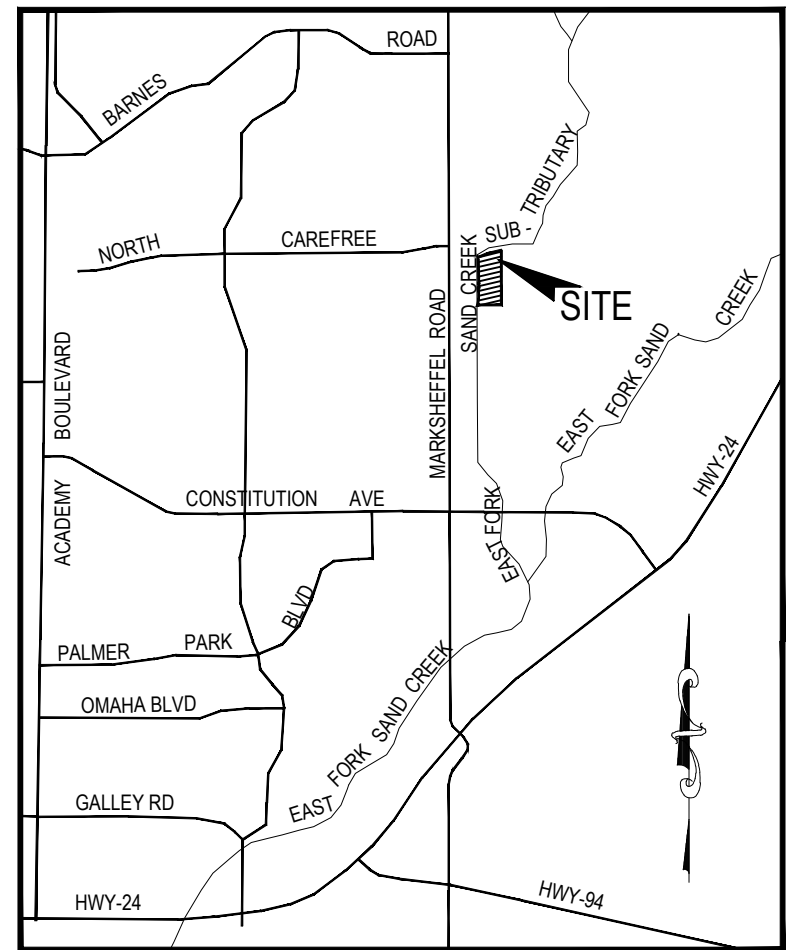 ROAD
BARNES
SUB - TRIBUTARY
NORTH CAREFREE
SAND CREEK
SITE
MARKSHEFFEL ROAD
EAST FORK SAND CREEK
BOULEVARD
ACADEMY
HWY-24
CONSTITUTION AVE
EAST FORK
BLVD
PALMER PARK
OMAHA BLVD
EAST FORK SAND CREEK
GALLEY RD
HWY-24
HWY-94